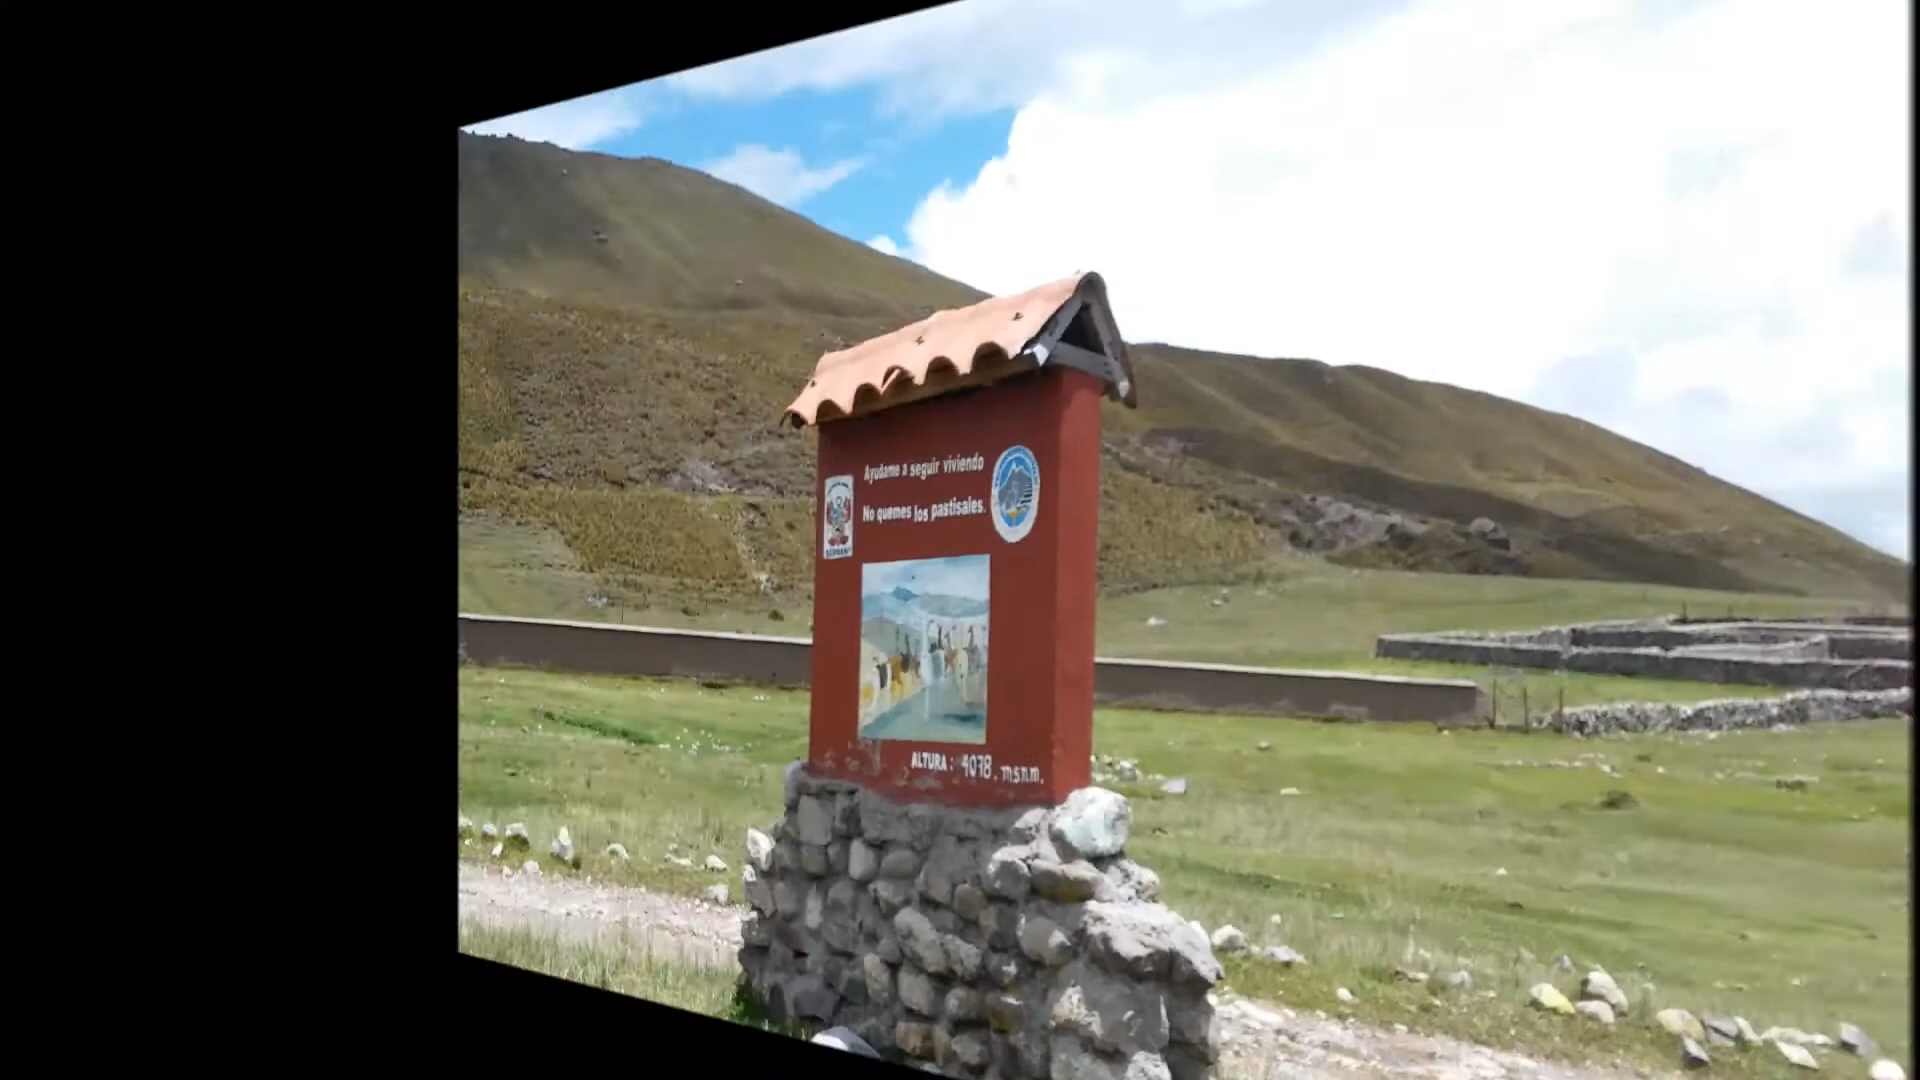 Ayudame a seguir viviendo
No quemes los pastisales.
ALTURA: 4078. m.s.n.m.